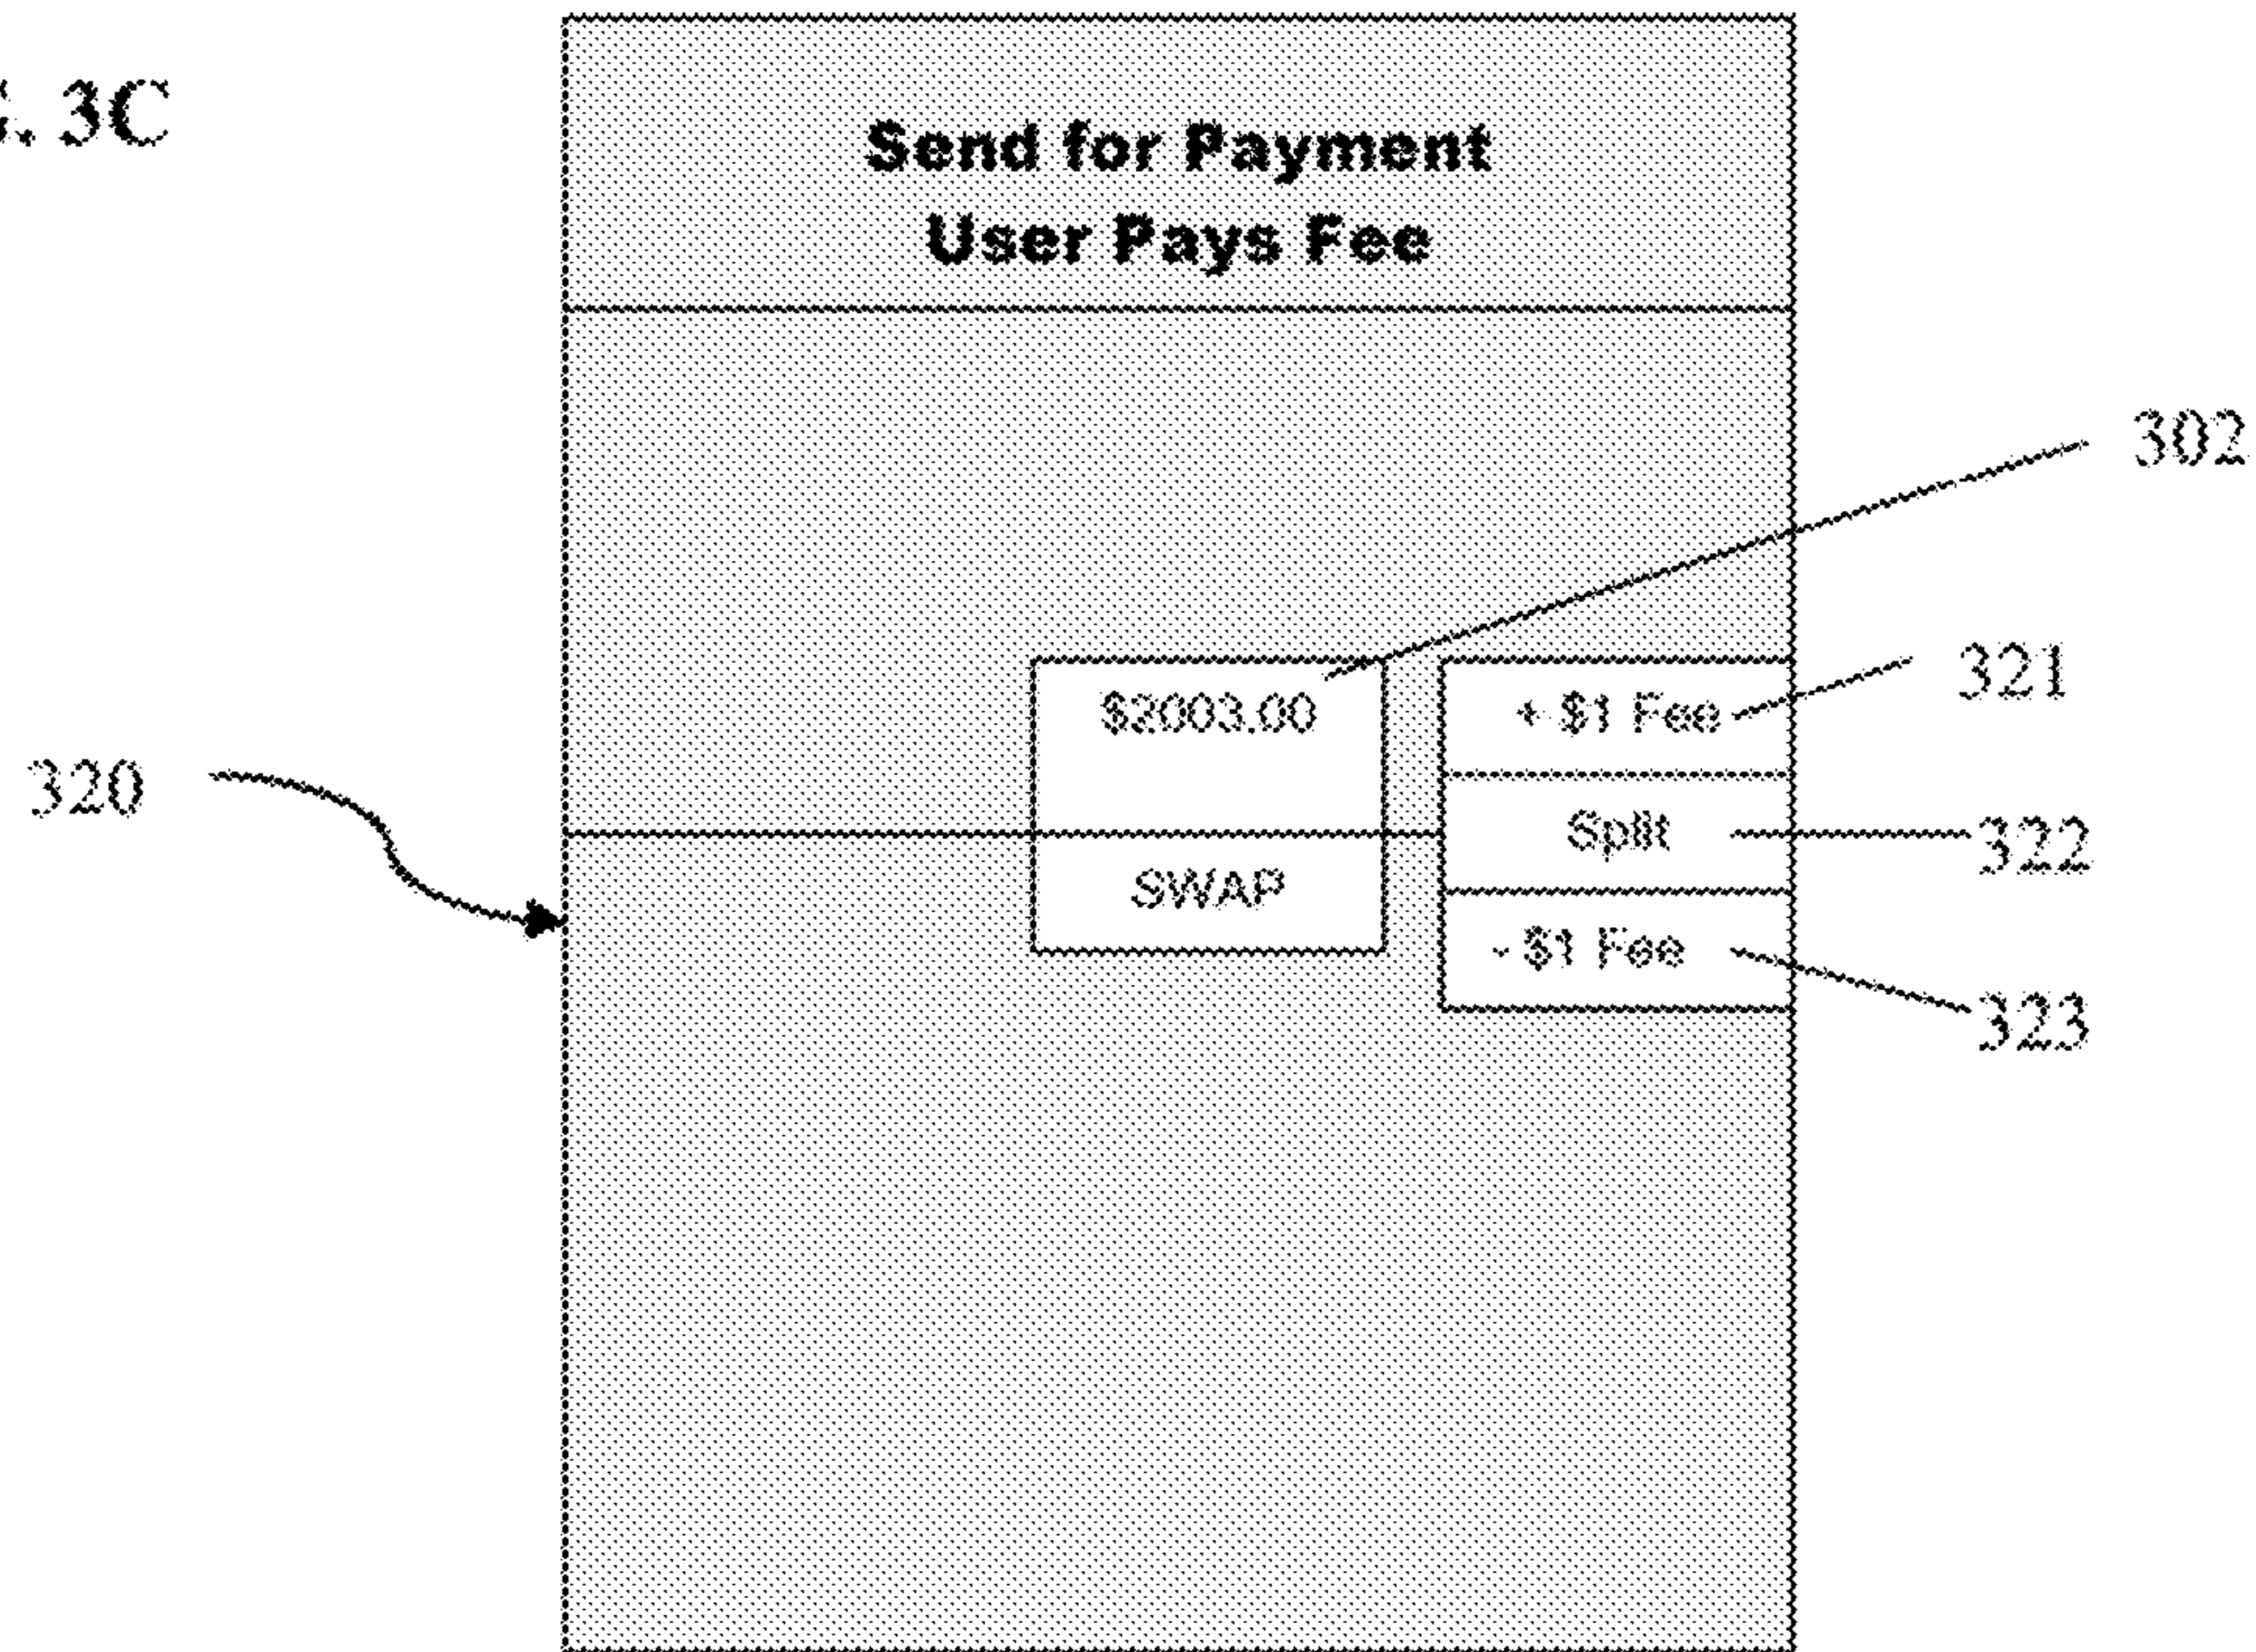 . 3C
Send for Payment
User Pays Fee
302
$2003.00
+ $1 Fee
321
320
Split
322
SWAP
- $1 Fee
323